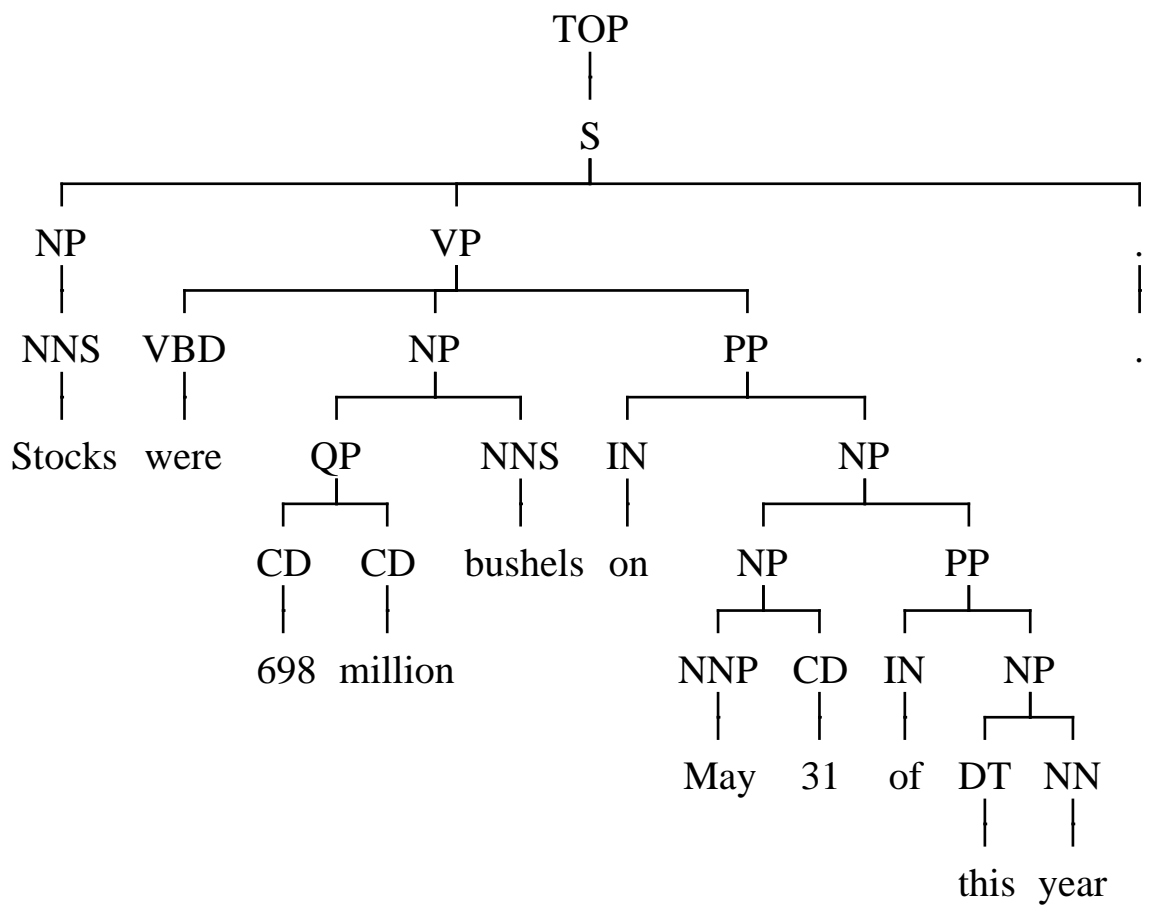 TOP
S
NP VP .
NNS VBD NP PP .
Stocks were QP NNS IN NP
CD CD bushels on NP PP
698 million NNP CD IN NP
May 31 of DT NN
this year